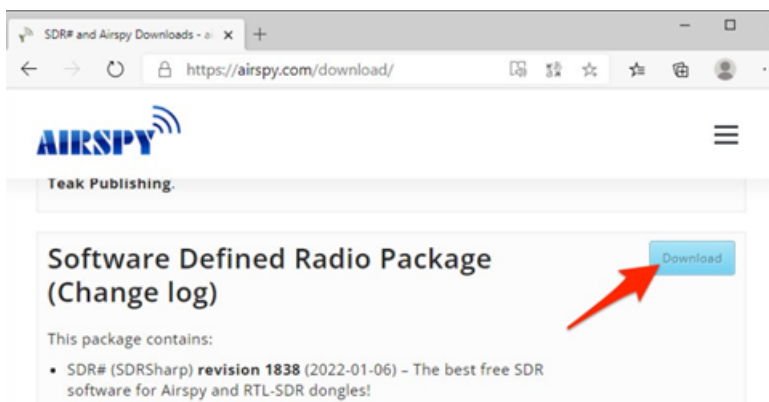 SDR# and Airspy Downloads - ai
https://airspy.com/download/
AIRSPY
Teak Publishing.
Software Defined Radio Package
(Change log)
Download
This package contains:
• SDR# (SDRSharp) revision 1838 (2022-01-06) – The best free SDR
software for Airspy and RTL-SDR dongles!